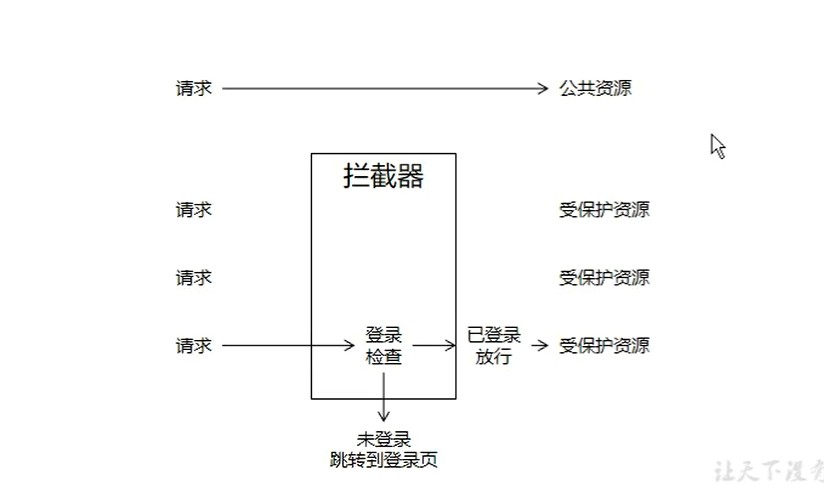 请求 公共资源
拦截器
请求 受保护资源
请求 受保护资源
请求 登录 检查 已登录 放行 受保护资源
未登录
跳转到登录页
让天下没有